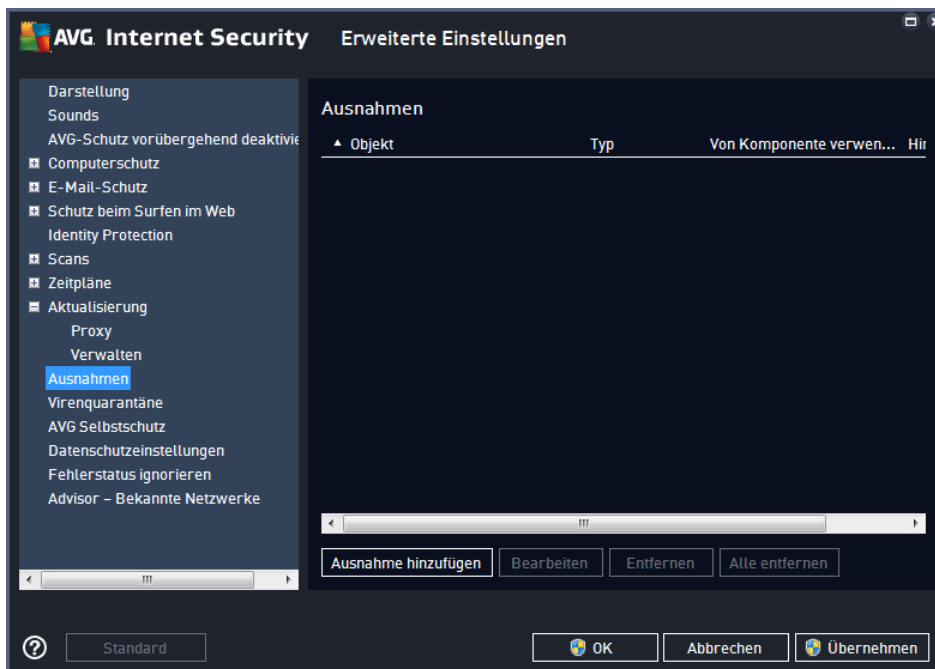 AVG Internet Security Erweiterte Einstellungen
Darstellung
Sounds
AVG-Schutz vorübergehend deaktivie
Computerschutz
E-Mail-Schutz
Schutz beim Surfen im Web
Identity Protection
Scans
Zeitpläne
Aktualisierung
Proxy
Verwalten
Ausnahmen
Virenquarantäne
AVG Selbstschutz
Datenschutzeinstellungen
Fehlerstatus ignorieren
Advisor – Bekannte Netzwerke
Ausnahmen
Objekt Typ Von Komponente verwen... Hin
Ausnahme hinzufügen Bearbeiten Entfernen Alle entfernen
? Standard OK Abbrechen Übernehmen